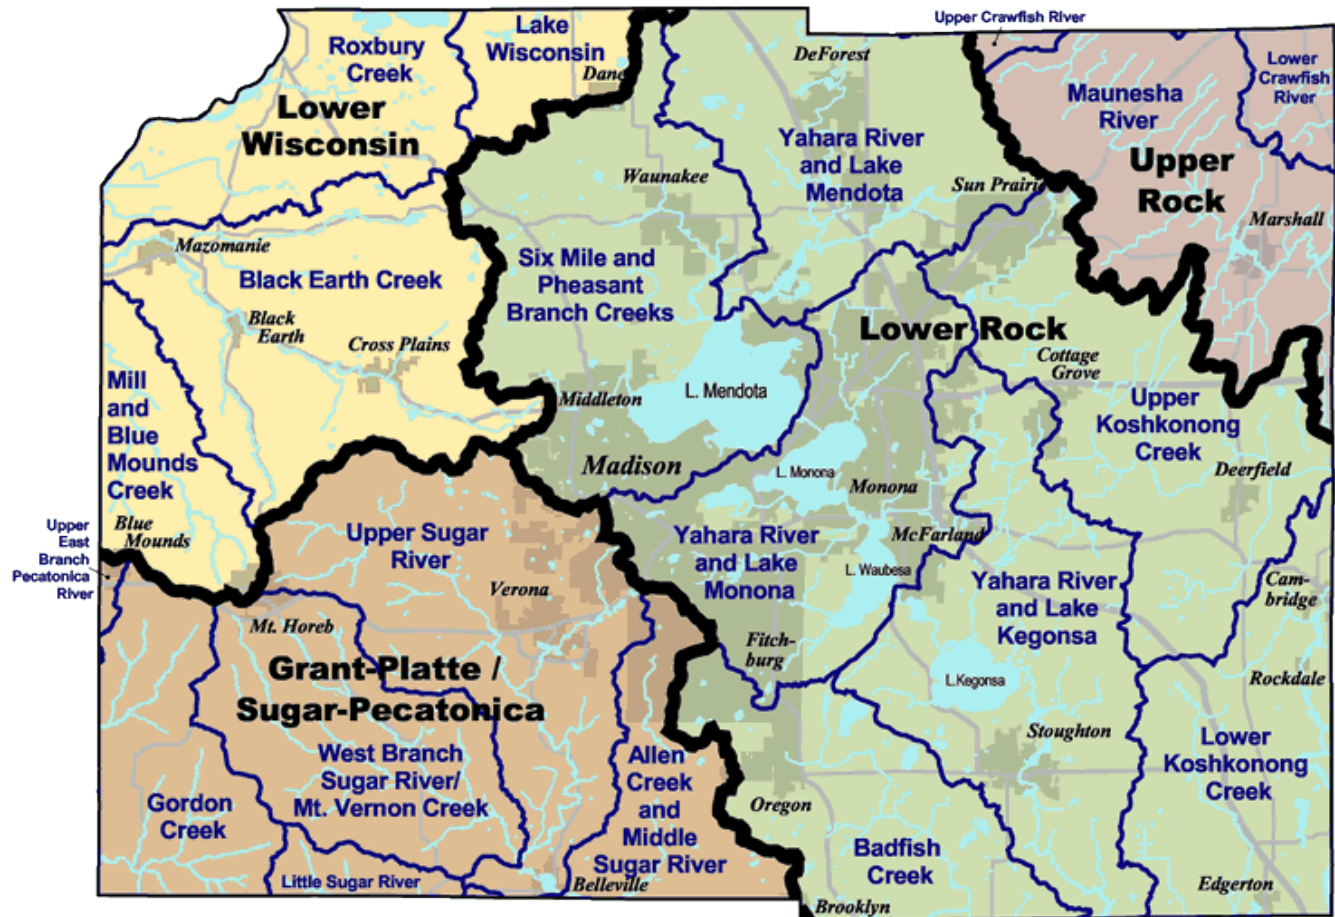 Upper Crawfish River
Lake
Wisconsin
Roxbury
Creek
Dane
DeForest
Lower
Crawfish
River
Lower
Wisconsin
Maunesha
River
Yahara River
and Lake
Mendota
Upper
Rock
Waunakee
Sun Prairie
Marshall
Mazomanie
Black Earth Creek
Six Mile and
Pheasant
Branch Creeks
Black
Earth
Cross Plains
Lower Rock
Cottage
Grove
Mill
and
Blue
Mounds
Creek
Middleton
L. Mendota
Upper
Koshkonong
Creek
Madison
L. Monona
Monona
Deerfield
Blue
Mounds
Upper
East
Branch
Pecatonica
River
Upper Sugar
River
Yahara River
and Lake
Monona
McFarland
L. Waubesa
Verona
Yahara River
and Lake
Kegonsa
Cam-
bridge
Mt. Horeb
Fitch-
burg
Grant-Platte /
Sugar-Pecatonica
L.Kegonsa
Rockdale
West Branch
Sugar River/
Mt. Vernon Creek
Allen
Creek
and
Middle
Sugar River
Stoughton
Lower
Koshkonong
Creek
Gordon
Creek
Oregon
Badfish
Creek
Little Sugar River
Belleville
Edgerton
Brooklyn